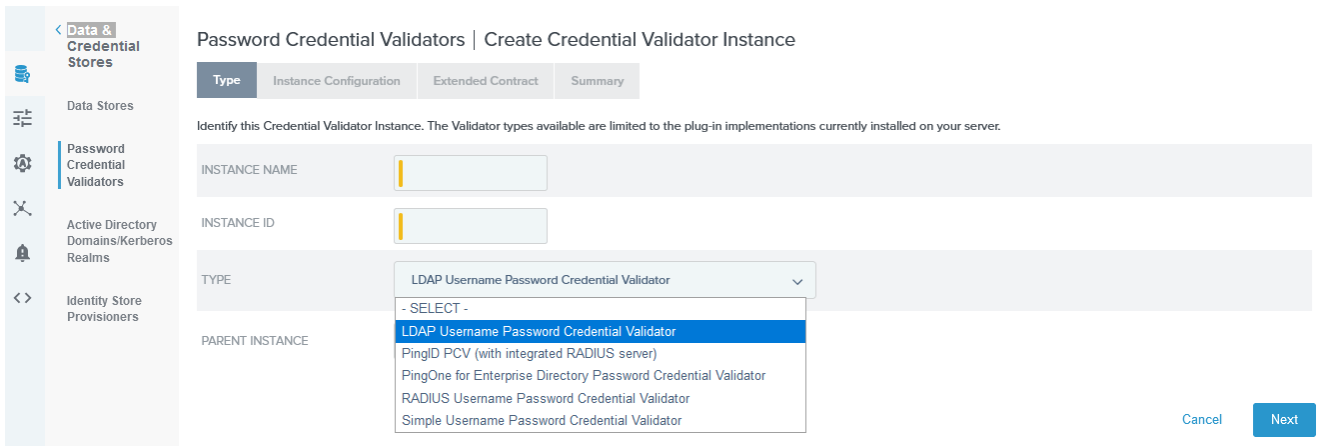 Data &
Credential
Stores
Data Stores
Password
Credential
Validators
Active Directory
Domains/Kerberos
Realms
Identity Store
Provisioners
Password Credential Validators | Create Credential Validator Instance
Type
Instance Configuration
Extended Contract
Summary
Identify this Credential Validator Instance. The Validator types available are limited to the plug-in implementations currently installed on your server.
INSTANCE NAME
INSTANCE ID
TYPE
LDAP Username Password Credential Validator
- SELECT -
LDAP Username Password Credential Validator
PingID PCV (with integrated RADIUS server)
PingOne for Enterprise Directory Password Credential Validator
RADIUS Username Password Credential Validator
Simple Username Password Credential Validator
PARENT INSTANCE
Cancel
Next